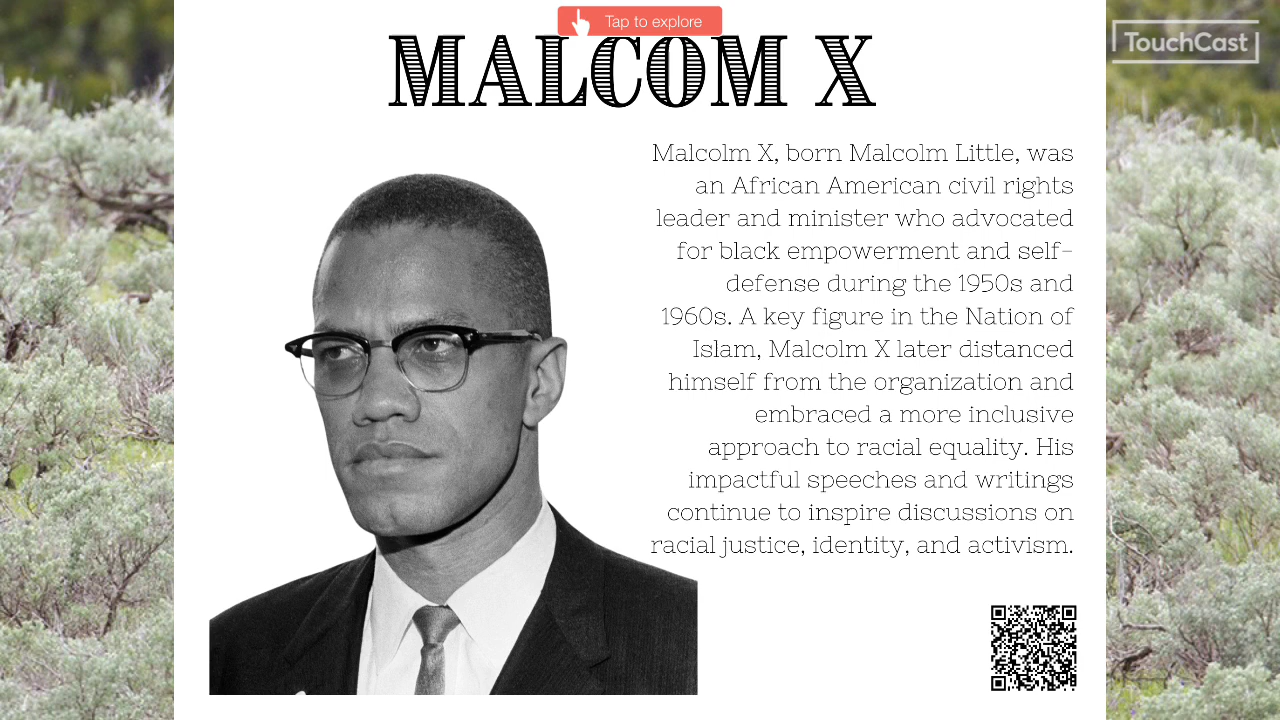 Tap to explore
TouchCast
MALCOM X
Malcolm X, born Malcolm Little, was
an African American civil rights
leader and minister who advocated
for black empowerment and self-
defense during the 1950s and
1960s. A key figure in the Nation of
Islam, Malcolm X later distanced
himself from the organization and
embraced a more inclusive
approach to racial equality. His
impactful speeches and writings
continue to inspire discussions on
racial justice, identity, and activism.